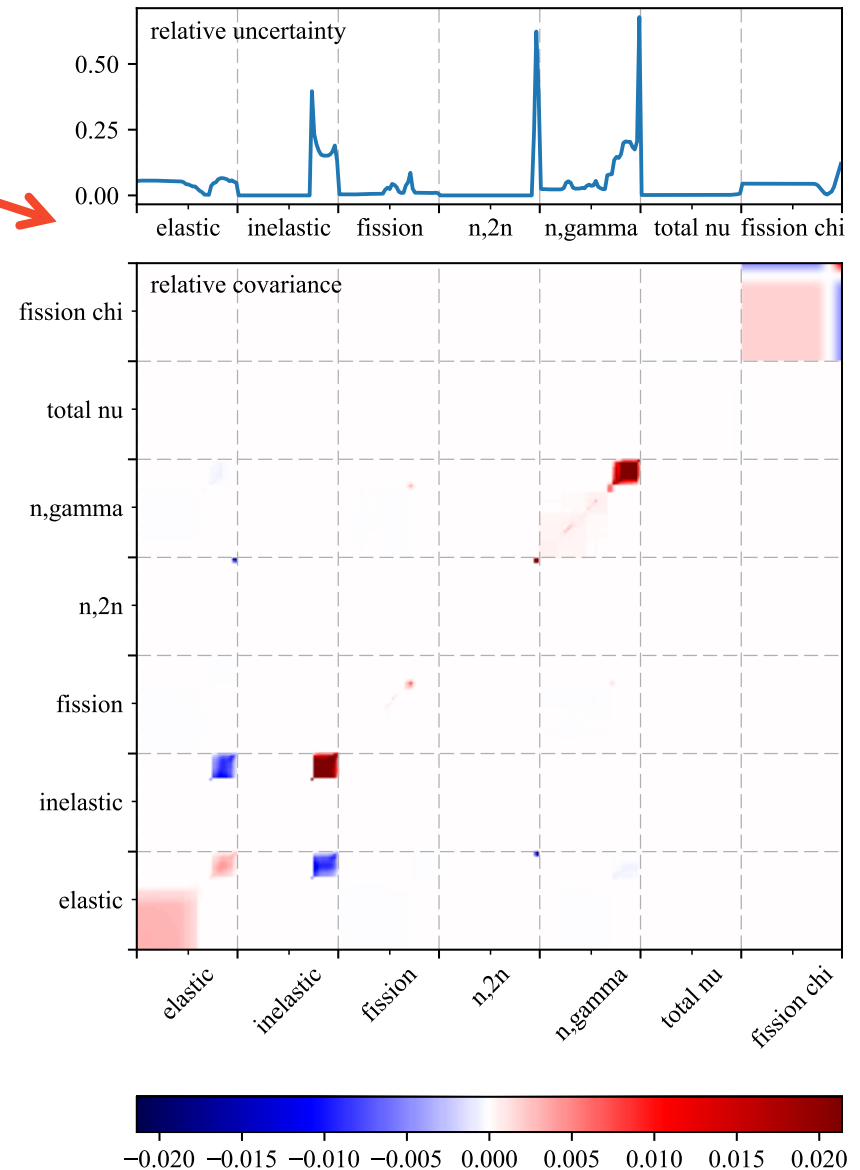 relative uncertainty
0.50
0.25
0.00
elastic inelastic fission n,2n n,gamma total nu fission chi
relative covariance
fission chi
total nu
n,gamma
n,2n
fission
inelastic
elastic
elastic inelastic fission n,2n n,gamma total nu fission chi
−0.020 −0.015 −0.010 −0.005 0.000 0.005 0.010 0.015 0.020